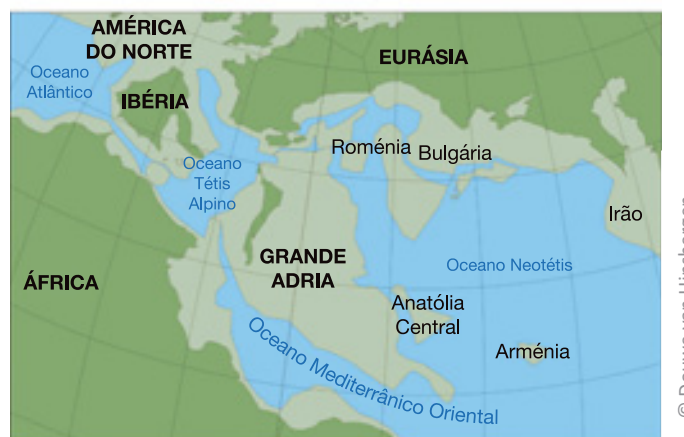 AMÉRICA
DO NORTE
EURÁSIA
Oceano
Atlântico
IBÉRIA
Roménia
Bulgária
Oceano
Tétis
Alpino
Irão
GRANDE
ADRIA
Oceano Neotétis
ÁFRICA
Anatólia
Central
Arménia
Oceano Mediterrânico Oriental